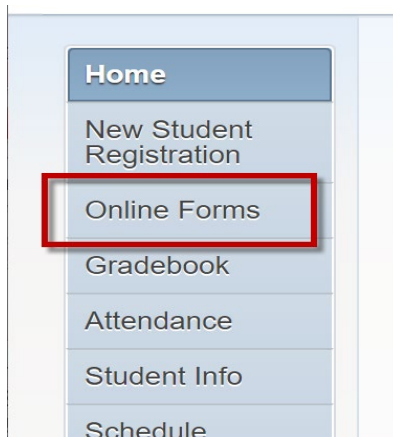 Home
New Student
Registration
Online Forms
Gradebook
Attendance
Student Info
Schedule